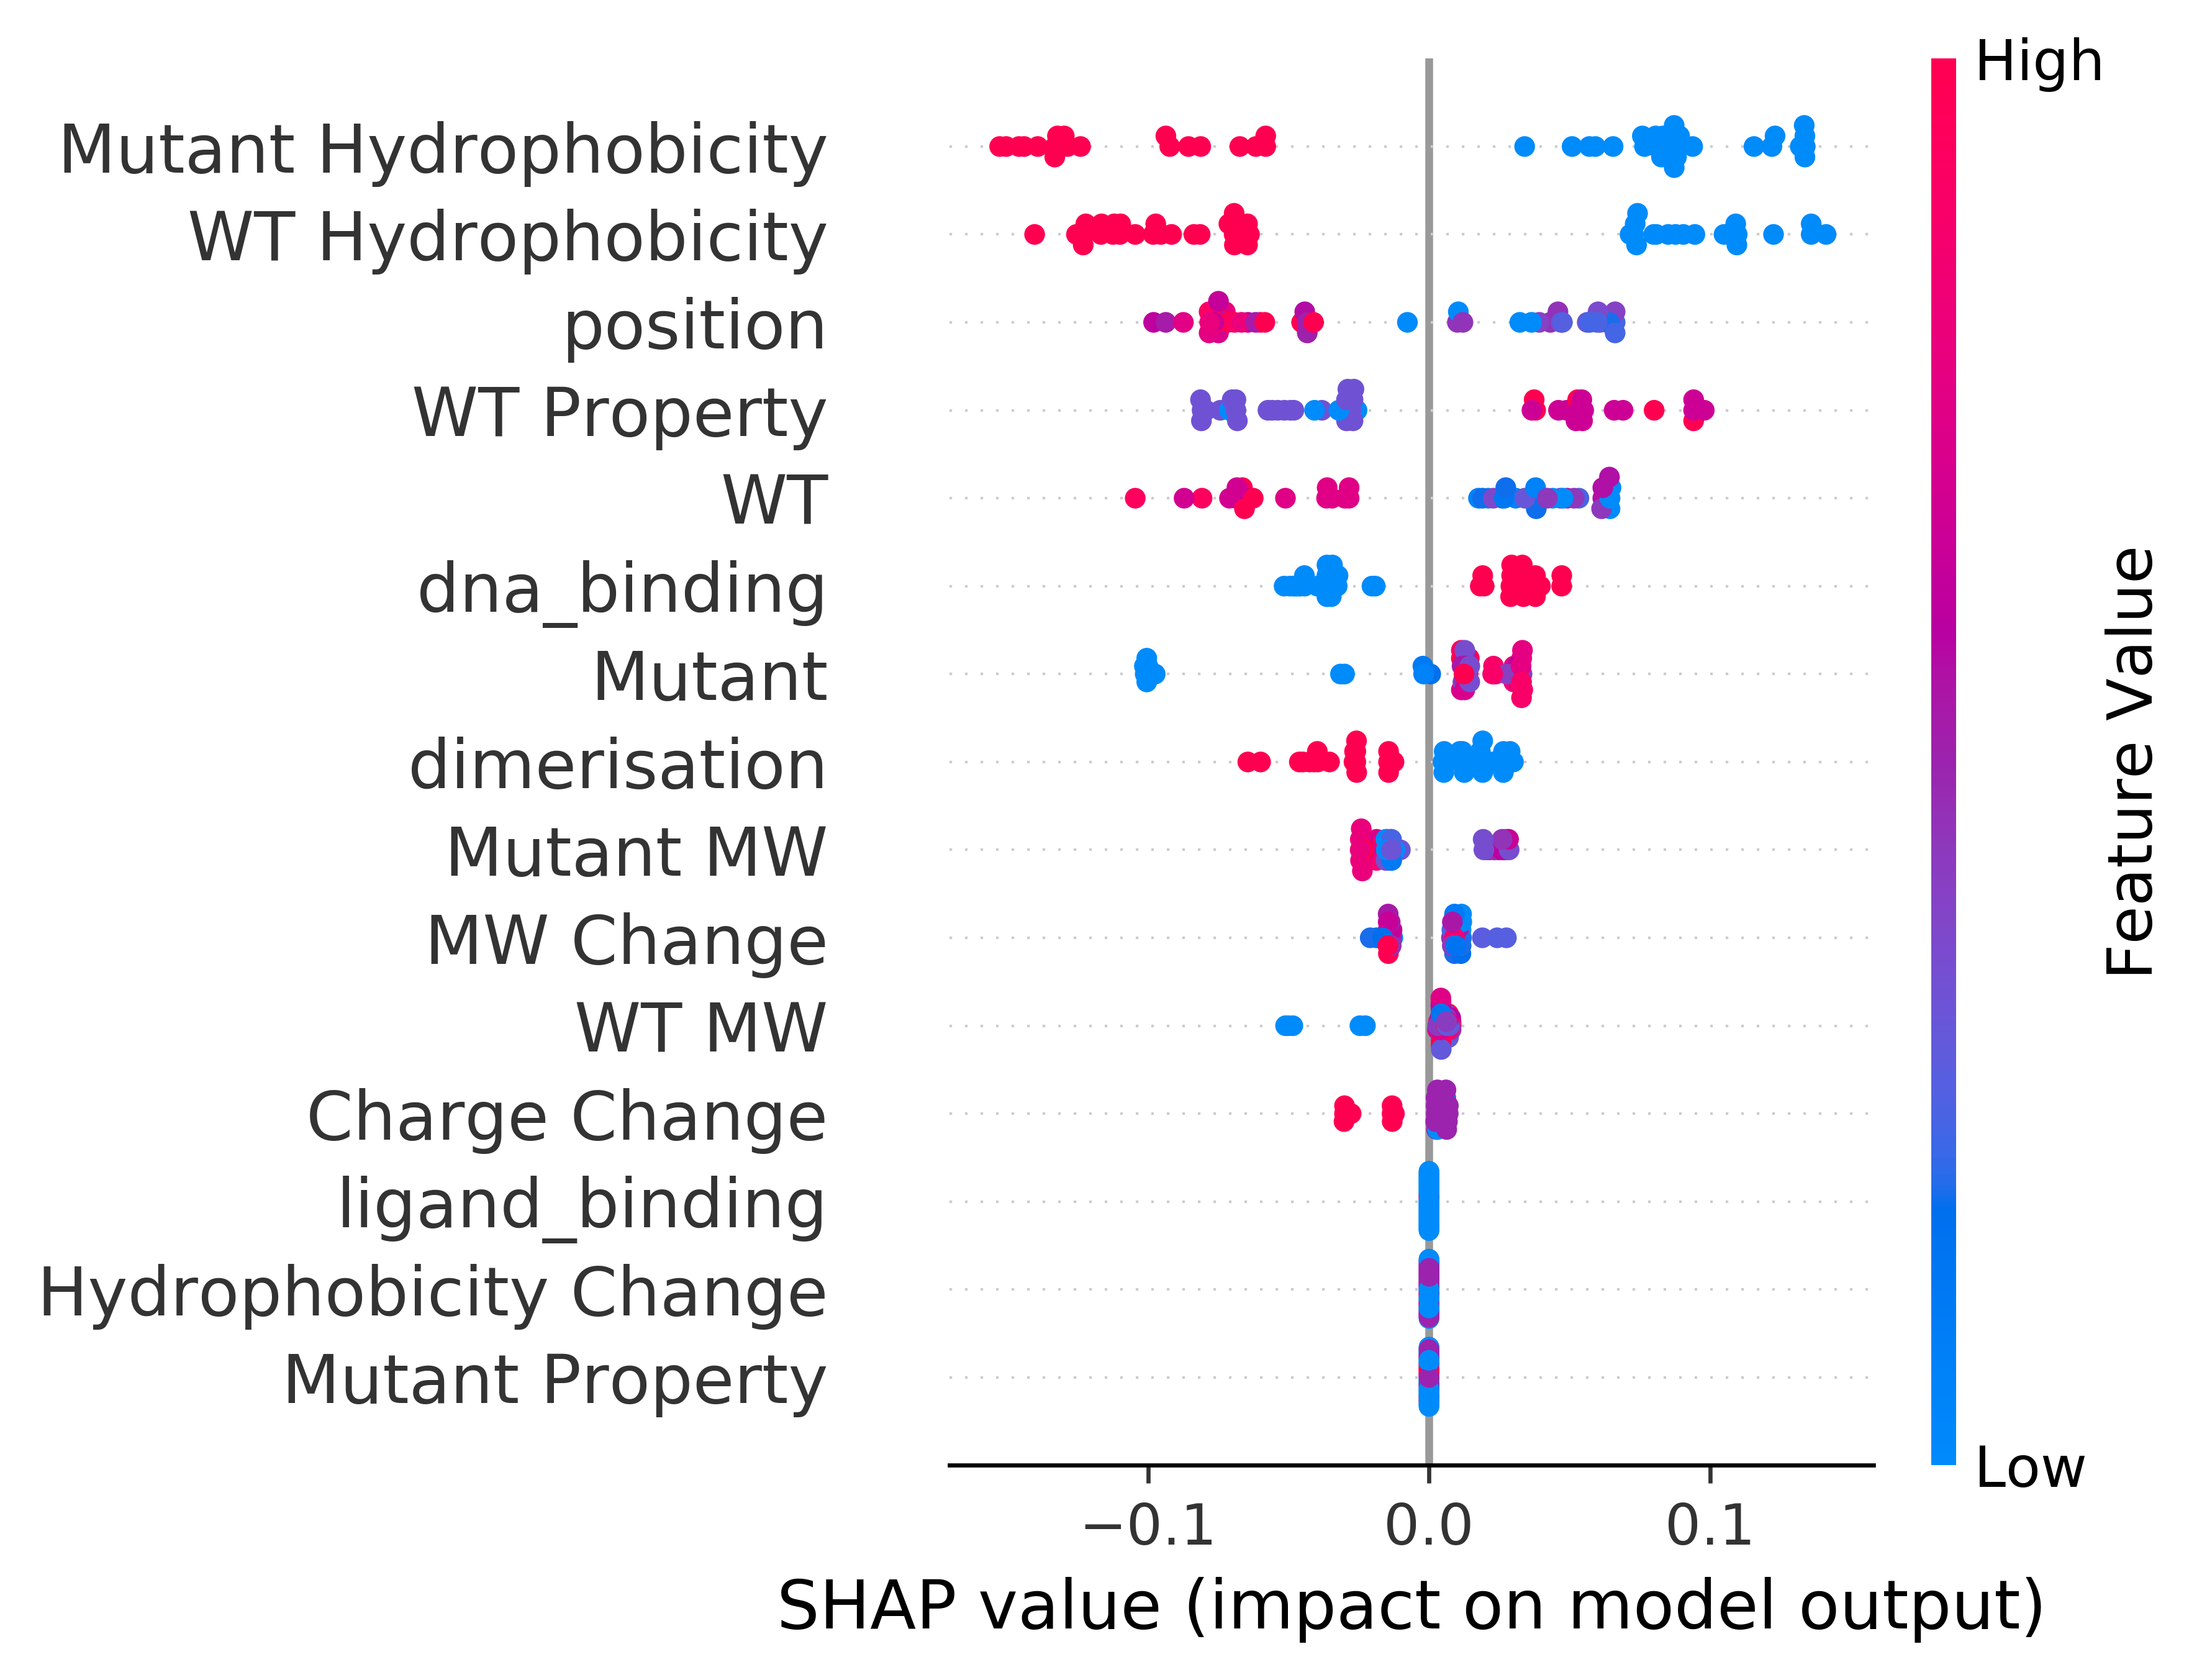 High
Mutant Hydrophobicity
WT Hydrophobicity
position
WT Property
WT
dna_binding
Mutant
dimerisation
Mutant MW
MW Change
WT MW
Charge Change
ligand_binding
Hydrophobicity Change
Mutant Property
Feature Value
Low
−0.1 0.0 0.1
SHAP value (impact on model output)